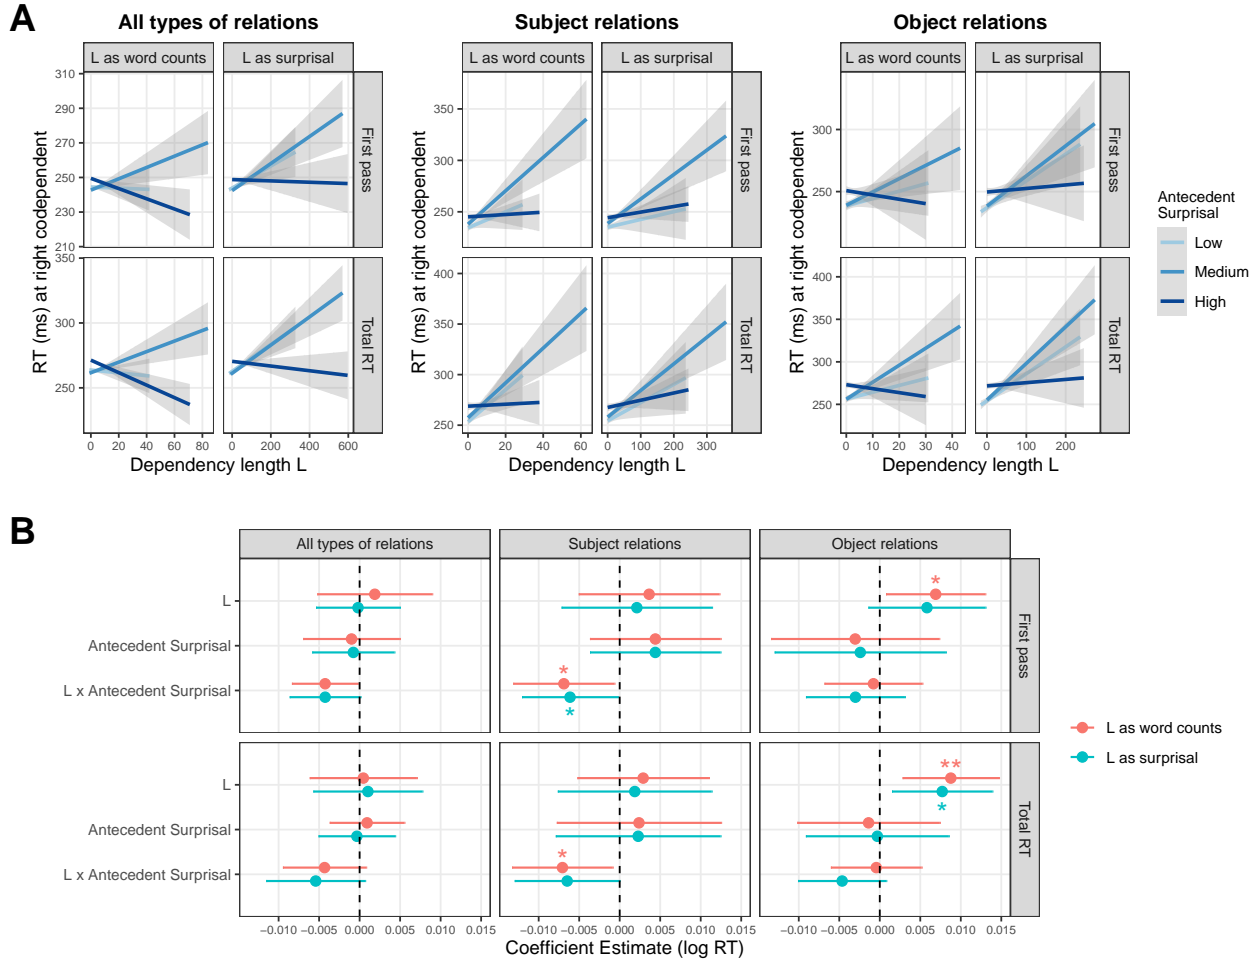 A
All types of relations
Subject relations
Object relations
L as word counts
L as surprisal
L as word counts
L as surprisal
L as word counts
L as surprisal
RT (ms) at right codependent
310
290
270
250
230
210
First pass
350
300
250
Total RT
0 20 40 60 80
0 200 400 600
Dependency length L
RT (ms) at right codependent
350
300
250
First pass
400
350
300
250
Total RT
0 20 40 60
0 100 200 300
Dependency length L
RT (ms) at right codependent
300
250
First pass
400
350
300
250
Total RT
0 10 20 30 40
0 100 200
Dependency length L
Antecedent
Surprisal
Low
Medium
High
B
All types of relations
Subject relations
Object relations
L
Antecedent Surprisal
L x Antecedent Surprisal
*
*
*
First pass
L
Antecedent Surprisal
L x Antecedent Surprisal
*
**
*
Total RT
−0.010 −0.005 0.000 0.005 0.010 0.015
−0.010 −0.005 0.000 0.005 0.010 0.015
−0.010 −0.005 0.000 0.005 0.010 0.015
Coefficient Estimate (log RT)
L as word counts
L as surprisal